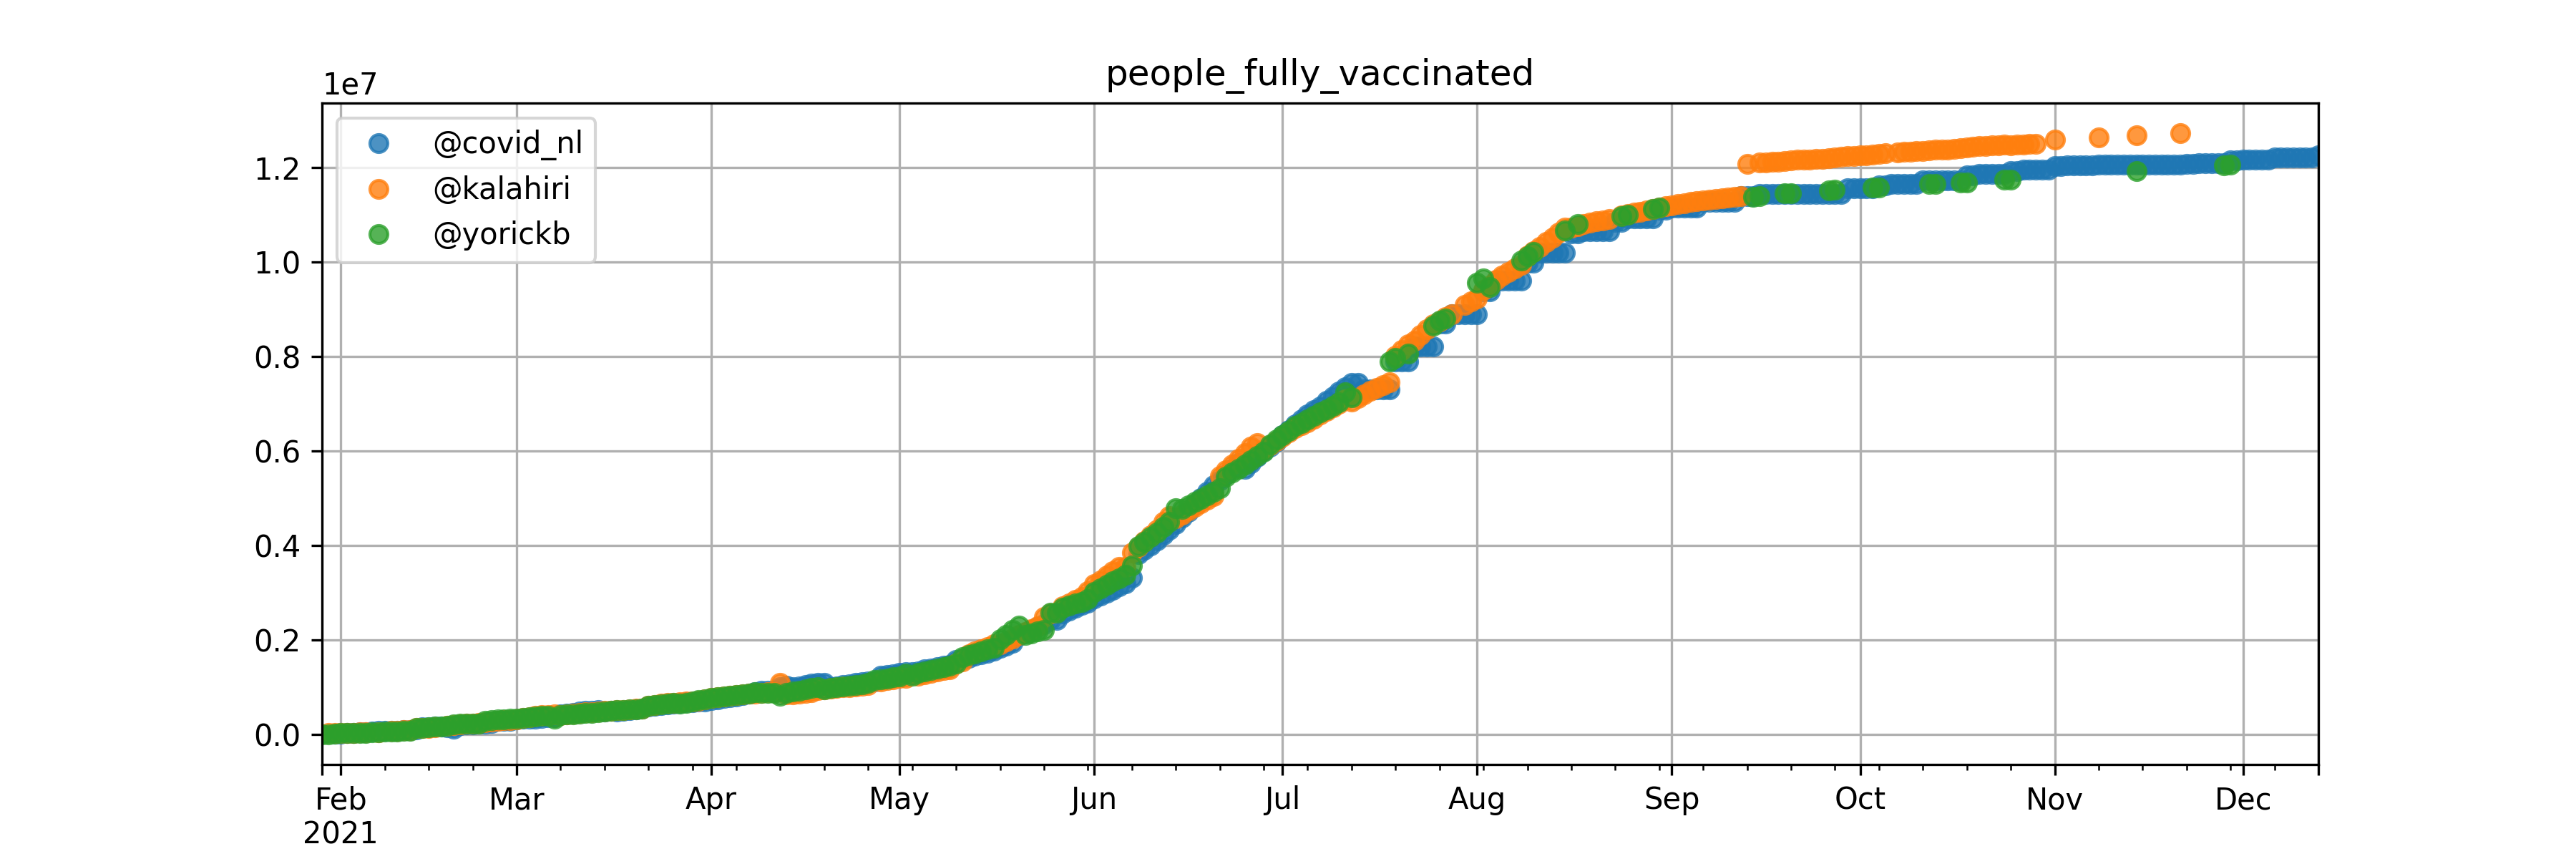 people_fully_vaccinated
1e7
@covid_nl
@kalahiri
@yorickb
1.2
1.0
0.8
0.6
0.4
0.2
0.0
Feb Mar Apr May Jun Jul Aug Sep Oct Nov Dec
2021